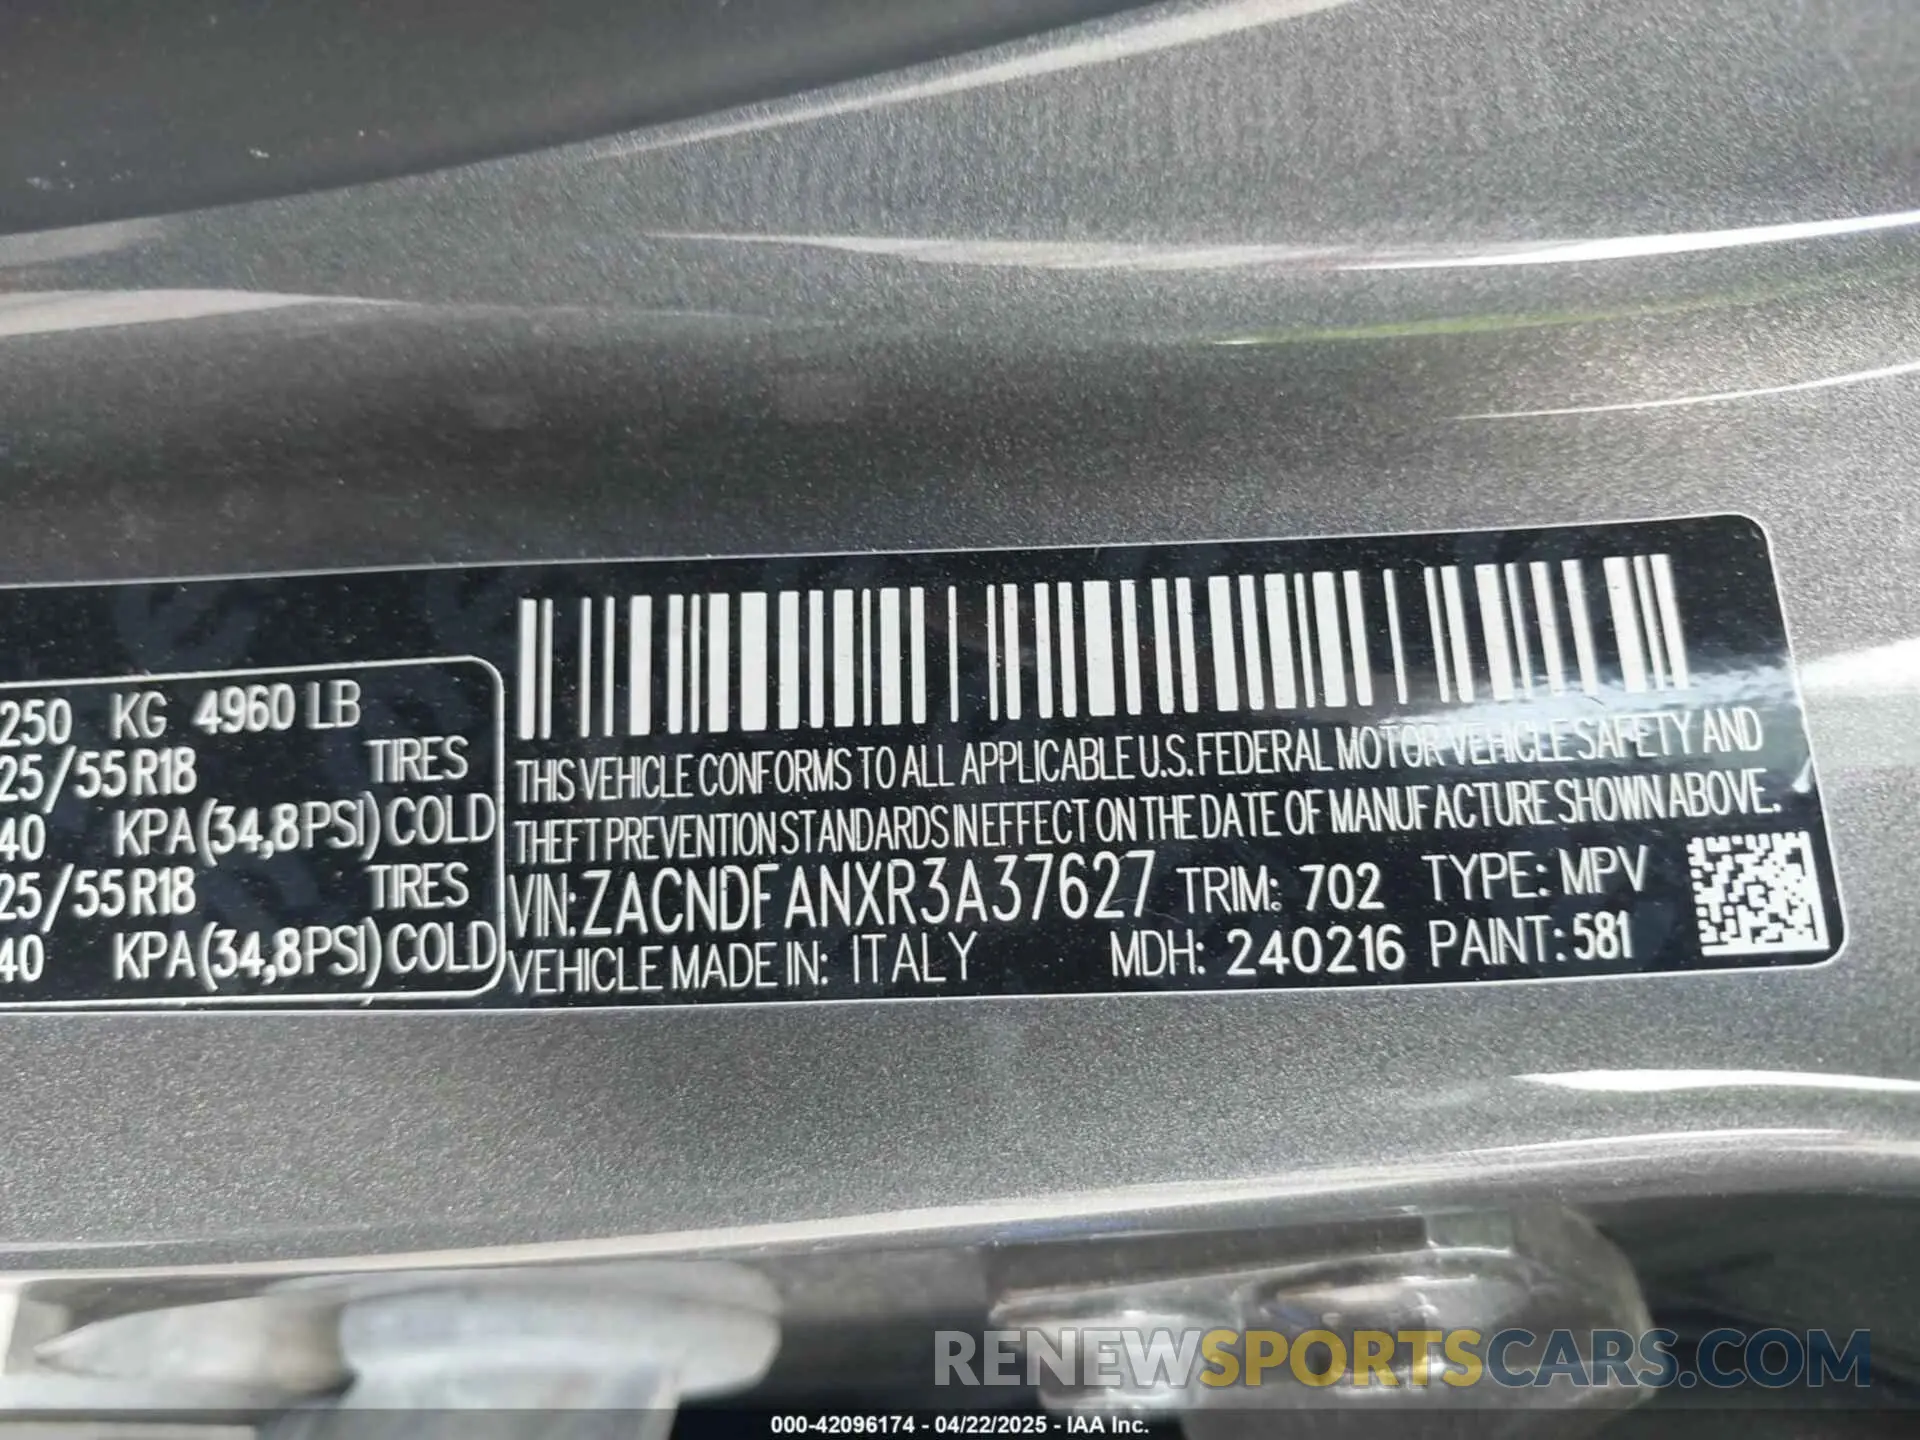 250 KG 4960 LB
25/55R18 TIRES
40 KPA(34,8PSI) COLD
25/55R18 TIRES
40 KPA(34,8PSI) COLD
THIS VEHICLE CONFORMS TO ALL APPLICABLE U.S. FEDERAL MOTOR VEHICLE SAFETY AND
THEFT PREVENTION STANDARDS IN EFFECT ON THE DATE OF MANUFACTURE SHOWN ABOVE.
VIN: ZACNDFANXR3A37627 TRIM: 702 TYPE: MPV
VEHICLE MADE IN: ITALY MDH: 240216 PAINT: 581
RENEWSPORTSCARS.COM
000-42096174 - 04/22/2025 - IAA Inc.